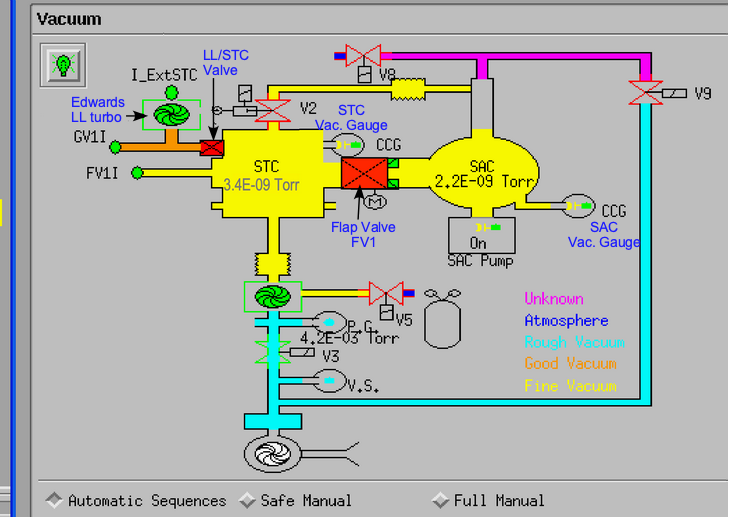 Vacuum
LL/STC
Valve
I_ExtSTC
V8
V9
Edwards
LL turbo
V2
STC
Vac. Gauge
GV1I
CCG
FV1I
STC
3.4E-09 Torr
SAC
2.2E-09 Torr
M
CCG
Flap Valve
FV1
SAC
Vac. Gauge
On
SAC Pump
Unknown
V5
Atmosphere
P.G.
4.2E-03 Torr
Rough Vacuum
V3
Good Vacuum
V.S.
Fine Vacuum
Automatic Sequences
Safe Manual
Full Manual